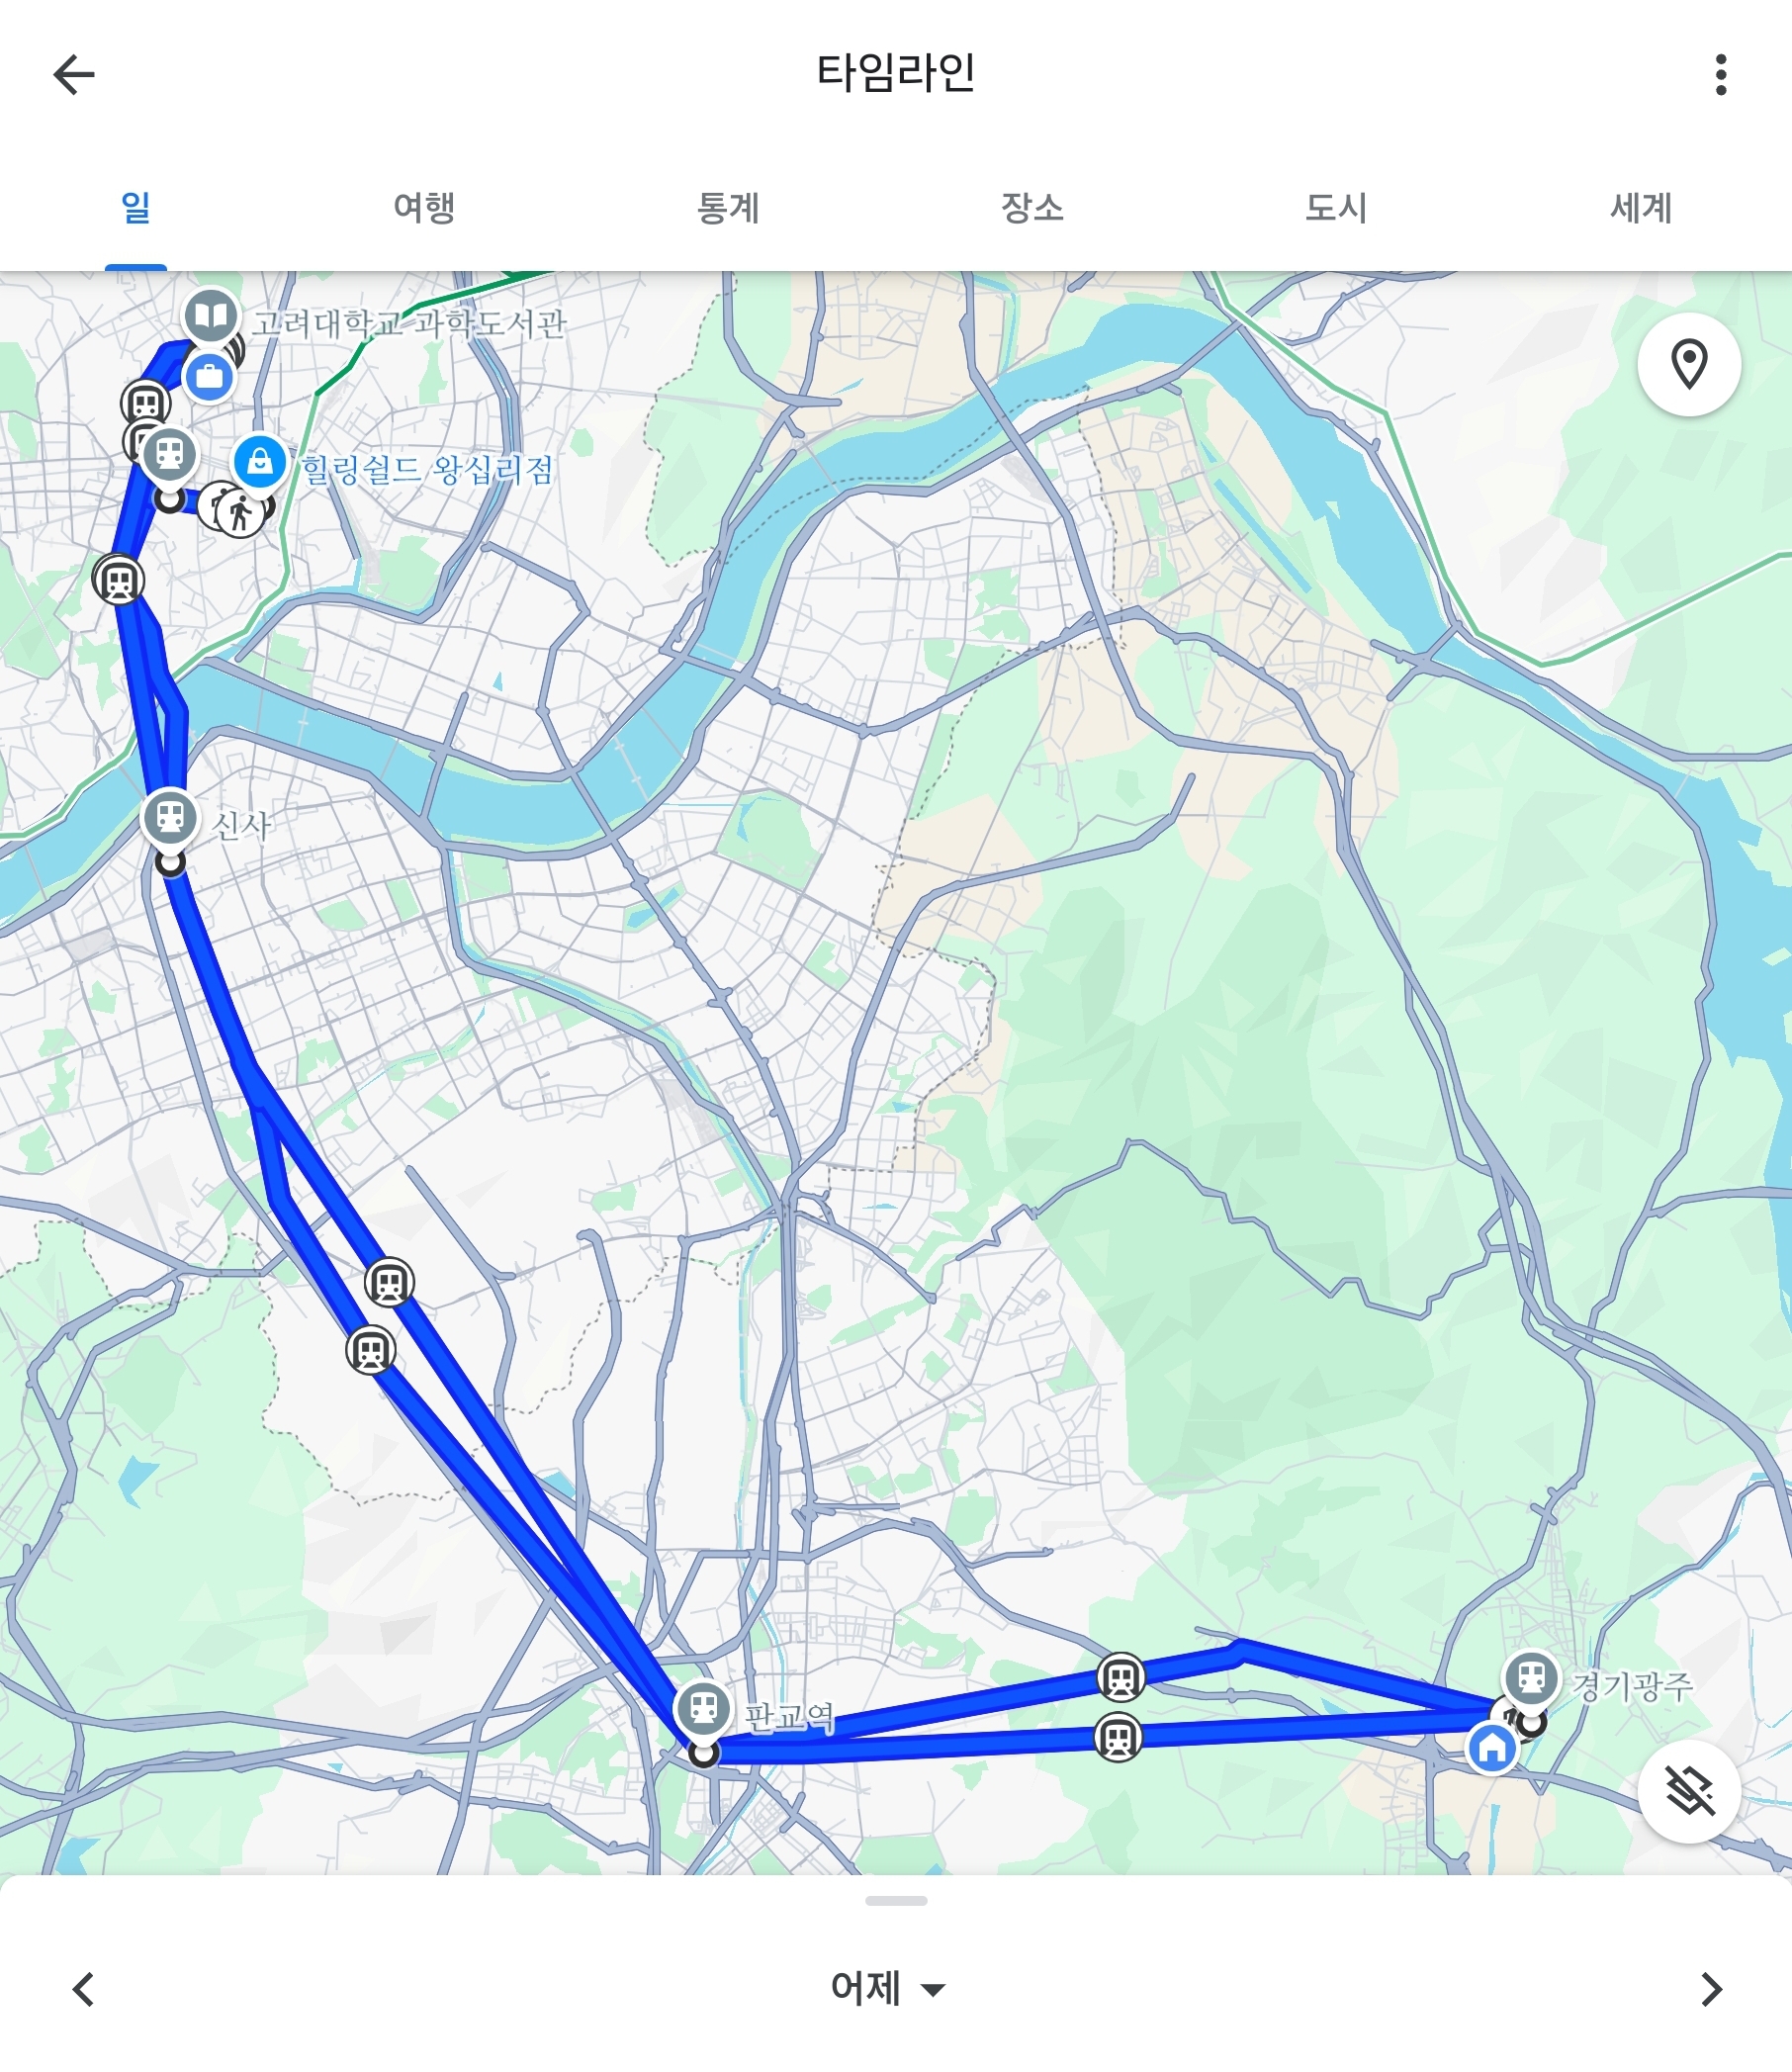 타임라인
일 여행 통계 장소 도시 세계
고려대학교 과학도서관
힐링쉴드 왕십리점
신사
판교역
경기광주
어제